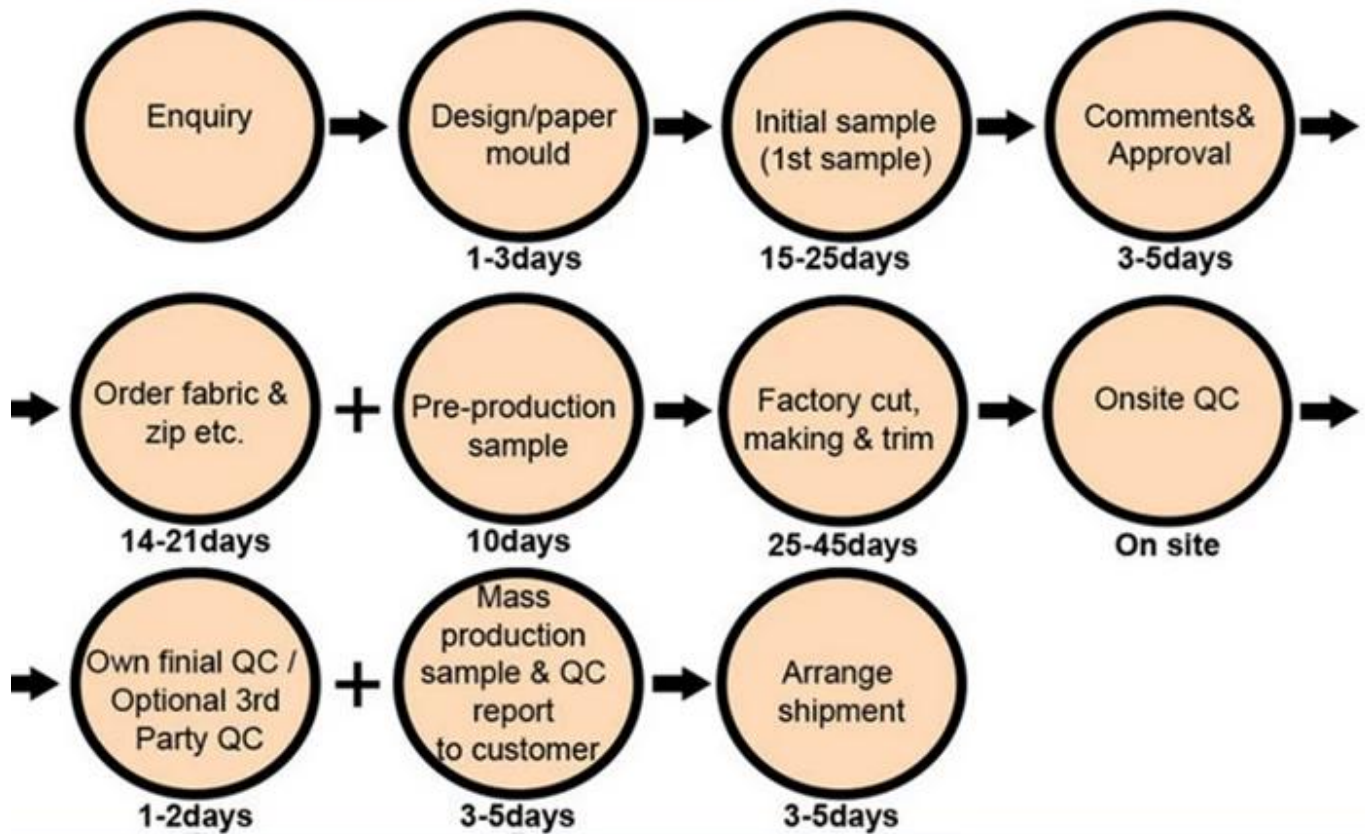 Enquiry
Design/paper
mould
1-3days
Initial sample
(1st sample)
15-25days
Comments&
Approval
3-5days
Order fabric &
zip etc.
14-21days
+
Pre-production
sample
10days
Factory cut,
making & trim
25-45days
Onsite QC
On site
Own finial QC /
Optional 3rd
Party QC
1-2days
+
Mass
production
sample & QC
report
to customer
3-5days
Arrange
shipment
3-5days